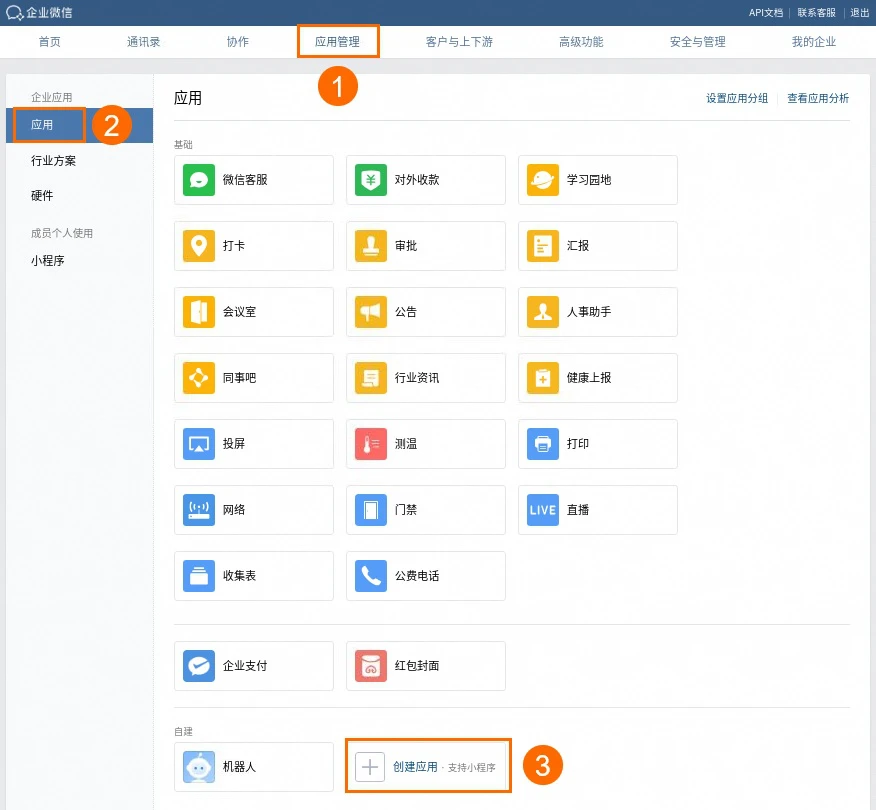 企业微信
API文档 联系客服 退出
首页 通讯录 协作 应用管理 客户与上下游 高级功能 安全与管理 我的企业
1
企业应用
应用
2
行业方案
硬件
成员个人使用
小程序
应用
设置应用分组 查看应用分析
基础
微信客服 对外收款 学习园地
打卡 审批 汇报
会议室 公告 人事助手
同事吧 行业资讯 健康上报
投屏 测温 打印
网络 门禁 LIVE 直播
收集表 公费电话
企业支付 红包封面
自建
机器人 创建应用 · 支持小程序 3